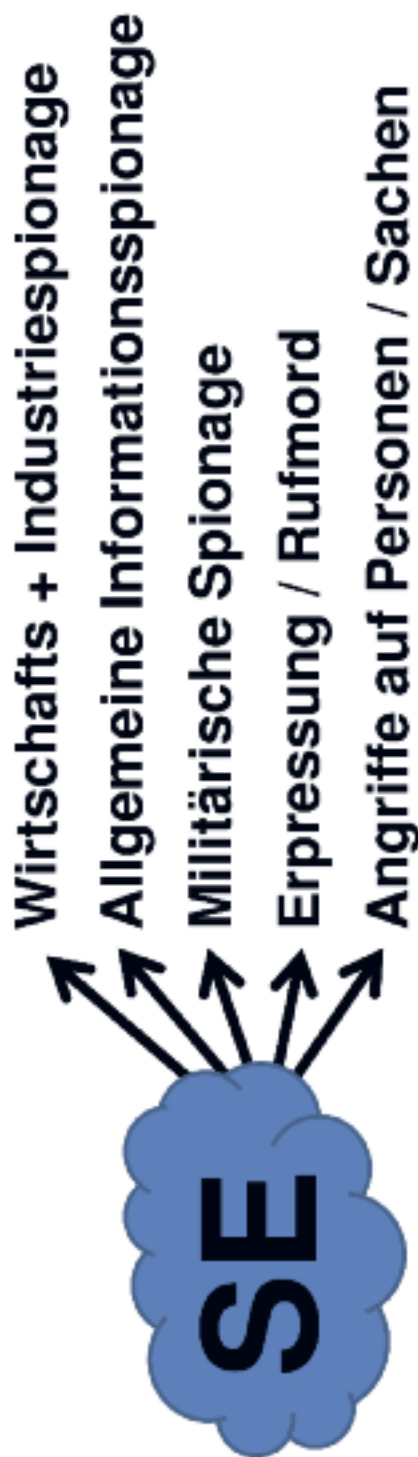 SE
Wirtschafts + Industriespionage
Allgemeine Informationsspionage
Militärische Spionage
Erpressung / Rufmord
Angriffe auf Personen / Sachen